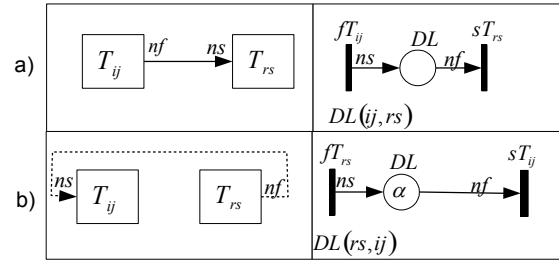 a)
T_ij nf ns T_rs
fT_ij DL sT_rs
ns nf
DL(ij,rs)
b)
ns T_ij T_rs nf
fT_rs DL sT_ij
ns α nf
DL(rs,ij)